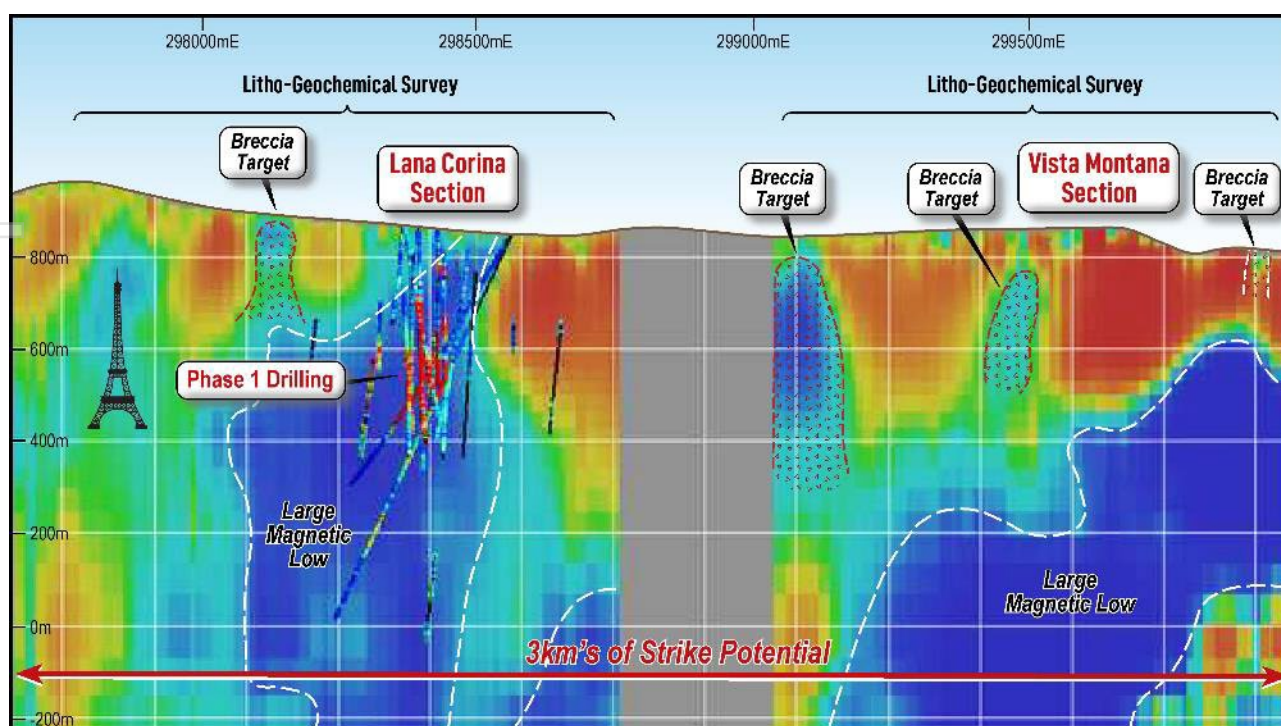 298000mE
298500mE
299000mE
299500mE
Litho-Geochemical Survey
Litho-Geochemical Survey
Breccia
Target
Lana Corina
Section
Breccia
Target
Breccia
Target
Vista Montana
Section
Breccia
Target
800m
600m
Phase 1 Drilling
400m
Large
Magnetic
Low
200m
Large
Magnetic Low
0m
3km's of Strike Potential
-200m